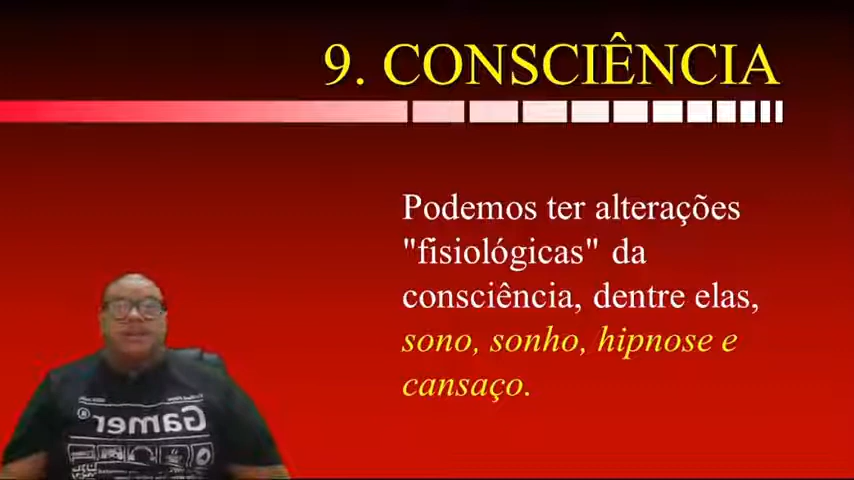 9. CONSCIÊNCIA
Podemos ter alterações
"fisiológicas" da
consciência, dentre elas,
sono, sonho, hipnose e
cansaço.
Gamer